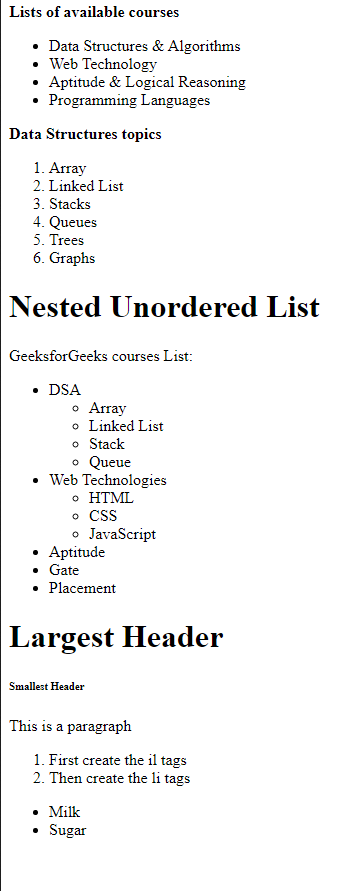 Lists of available courses
• Data Structures & Algorithms
• Web Technology
• Aptitude & Logical Reasoning
• Programming Languages
Data Structures topics
1. Array
2. Linked List
3. Stacks
4. Queues
5. Trees
6. Graphs
Nested Unordered List
GeeksforGeeks courses List:
• DSA
◦ Array
◦ Linked List
◦ Stack
◦ Queue
• Web Technologies
◦ HTML
◦ CSS
◦ JavaScript
• Aptitude
• Gate
• Placement
Largest Header
Smallest Header
This is a paragraph
1. First create the il tags
2. Then create the li tags
• Milk
• Sugar